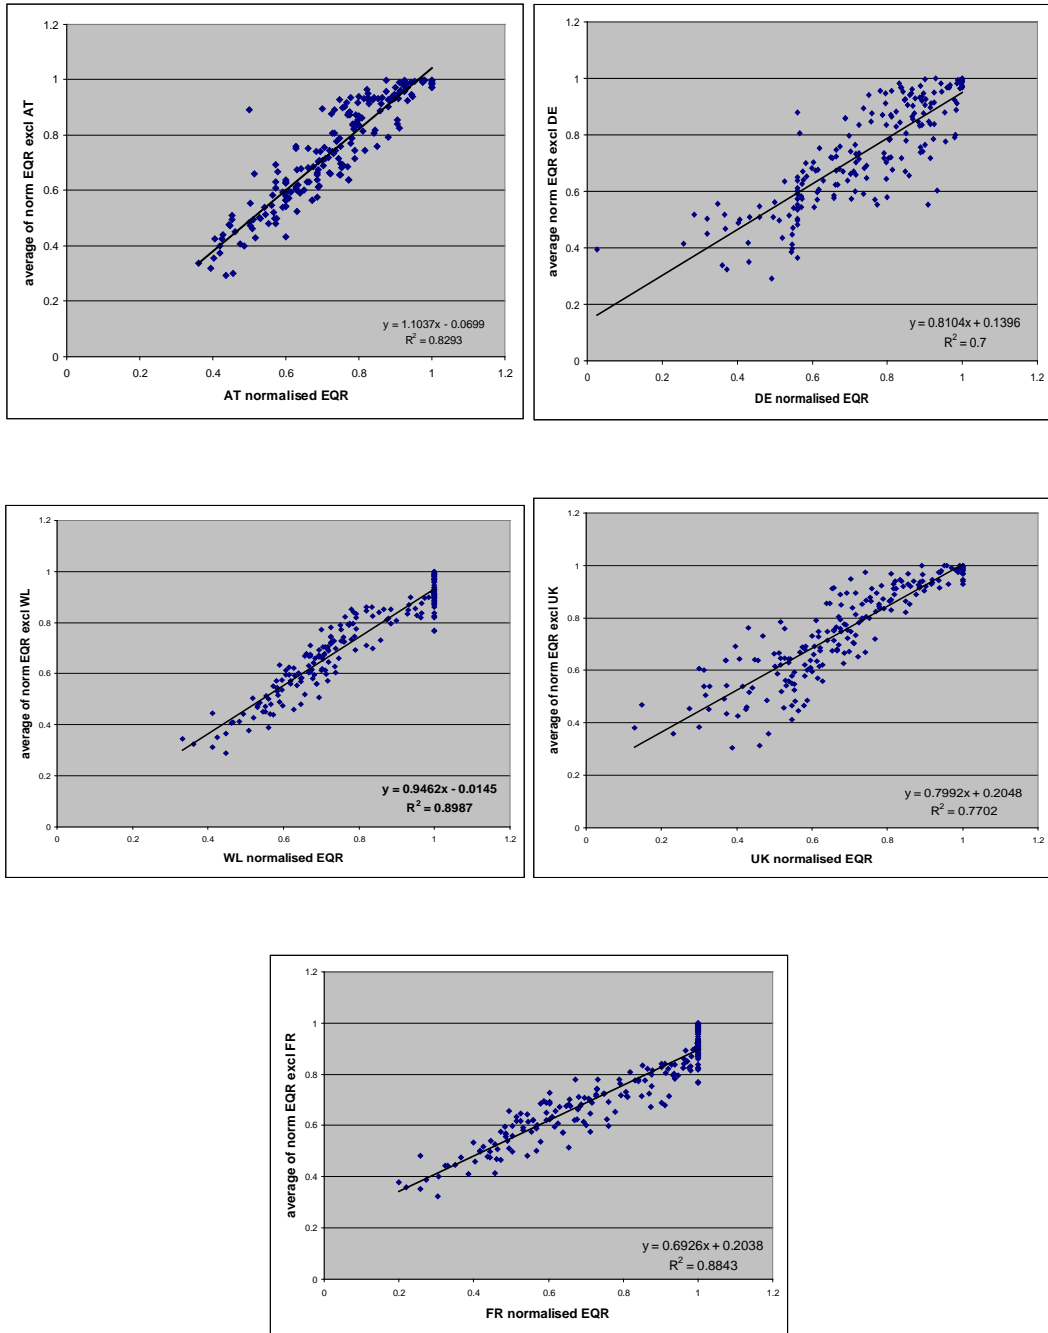 1.2
1
0.8
0.6
0.4
0.2
0
average of norm EQR excl AT
y = 1.1037x - 0.0699
R² = 0.8293
0 0.2 0.4 0.6 0.8 1 1.2
AT normalised EQR
1.2
1
0.8
0.6
0.4
0.2
0
average of norm EQR excl DE
y = 0.8104x + 0.1396
R² = 0.7
0 0.2 0.4 0.6 0.8 1 1.2
DE normalised EQR
1.2
1
0.8
0.6
0.4
0.2
0
average of norm EQR excl WL
y = 0.9462x - 0.0145
R² = 0.8987
0 0.2 0.4 0.6 0.8 1 1.2
WL normalised EQR
1.2
1
0.8
0.6
0.4
0.2
0
average of norm EQR excl UK
y = 0.7992x + 0.2048
R² = 0.7702
0 0.2 0.4 0.6 0.8 1 1.2
UK normalised EQR
1.2
1
0.8
0.6
0.4
0.2
0
average of norm EQR excl FR
y = 0.6926x + 0.2038
R² = 0.8843
0 0.2 0.4 0.6 0.8 1 1.2
FR normalised EQR